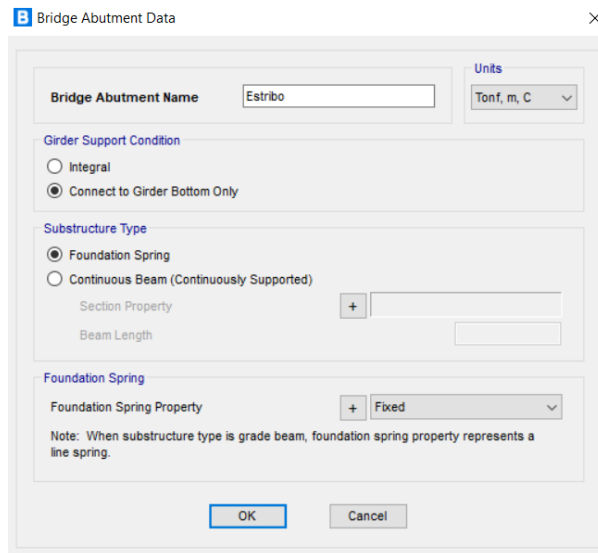 B Bridge Abutment Data
Units
Bridge Abutment Name Estribo Tonf, m, C
Girder Support Condition
Integral
Connect to Girder Bottom Only
Substructure Type
Foundation Spring
Continuous Beam (Continuously Supported)
Section Property +
Beam Length
Foundation Spring
Foundation Spring Property + Fixed
Note: When substructure type is grade beam, foundation spring property represents a
line spring.
OK Cancel